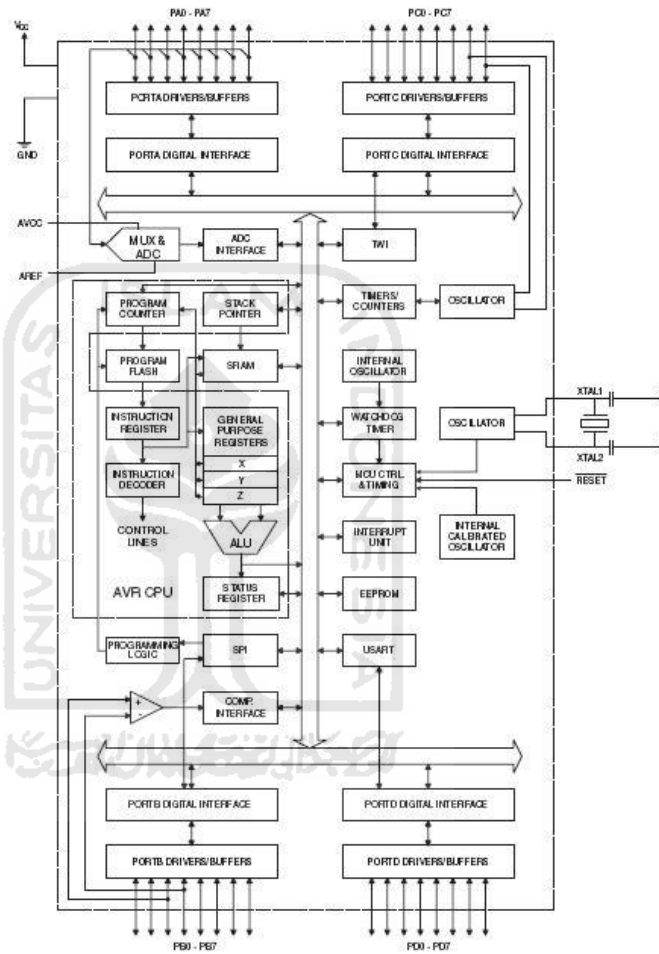 PA0 - PA7
PC0 - PC7
VCC
PORTA DRIVERS/BUFFERS
PORTC DRIVERS/BUFFERS
GND
PORTA DIGITAL INTERFACE
PORTC DIGITAL INTERFACE
AVCC
MUX &
ADC
ADC
INTERFACE
TWI
AREF
PROGRAM
COUNTER
STACK
POINTER
TIMERS/
COUNTERS
OSCILLATOR
PROGRAM
FLASH
SRAM
INTERNAL
OSCILLATOR
XTAL1
INSTRUCTION
REGISTER
GENERAL
PURPOSE
REGISTERS
WATCHDOG
TIMER
OSCILLATOR
X
XTAL2
INSTRUCTION
DECODER
Y
MCU CTRL.
& TIMING
RESET
Z
CONTROL
LINES
ALU
INTERRUPT
UNIT
INTERNAL
CALIBRATED
OSCILLATOR
AVR CPU
STATUS
REGISTER
EEPROM
PROGRAMMING
LOGIC
SPI
USART
+
-
COMP.
INTERFACE
PORTB DIGITAL INTERFACE
PORTD DIGITAL INTERFACE
PORTB DRIVERS/BUFFERS
PORTD DRIVERS/BUFFERS
PB0 - PB7
PD0 - PD7
UNIVERSITAS
ISLAM
INDONESIA